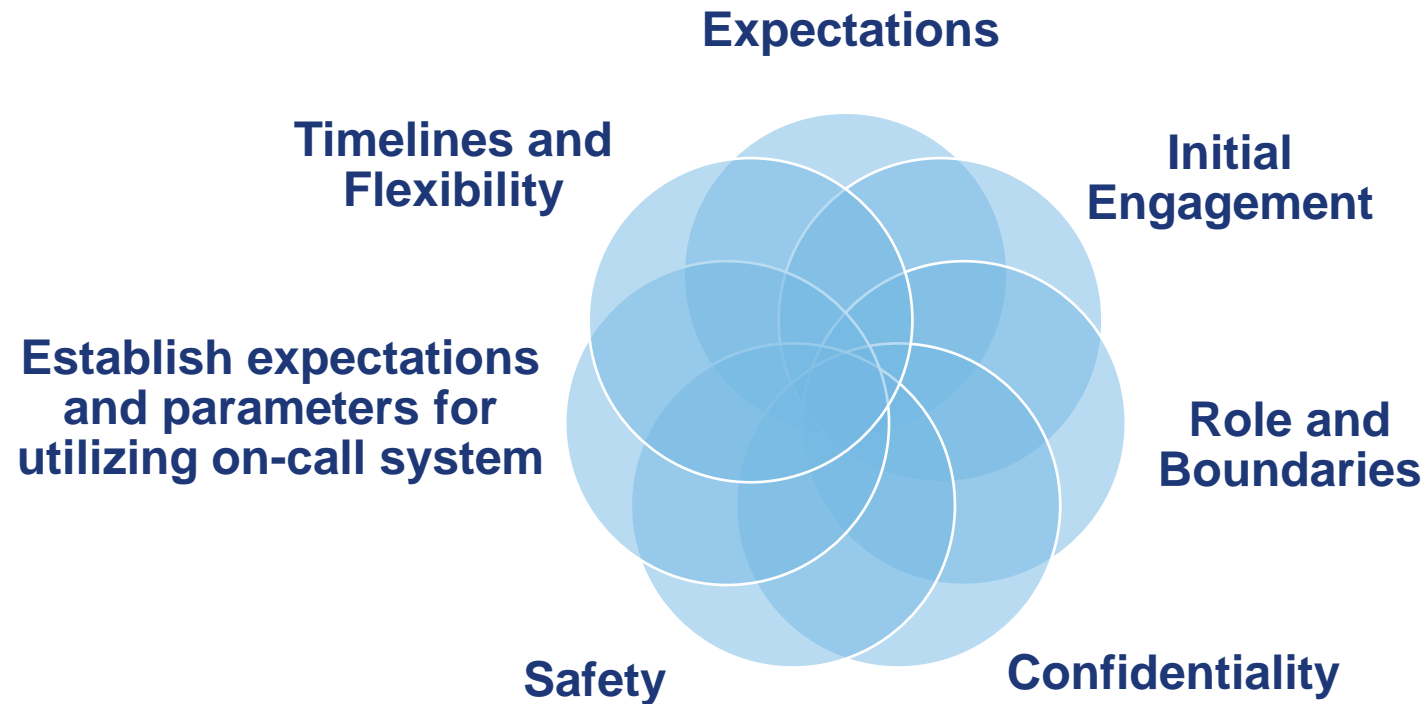 Expectations
Timelines and
Flexibility
Initial
Engagement
Establish expectations
and parameters for
utilizing on-call system
Role and
Boundaries
Safety
Confidentiality